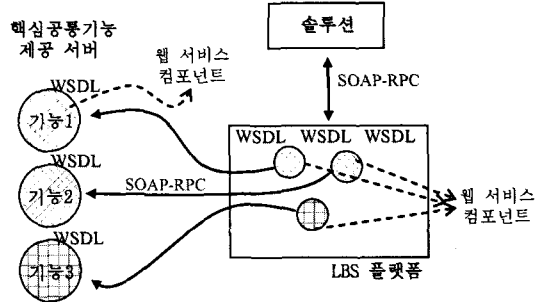 핵심공통기능
제공 서버
솔루션
웹 서비스
컴포넌트
SOAP-RPC
WSDL
기능1
WSDL WSDL WSDL
WSDL
기능2
SOAP-RPC
웹 서비스
컴포넌트
WSDL
기능3
LBS 플랫폼